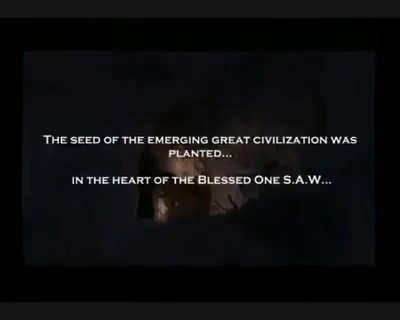 The seed of the emerging great civilization was
planted...
in the heart of the Blessed One S.A.W...